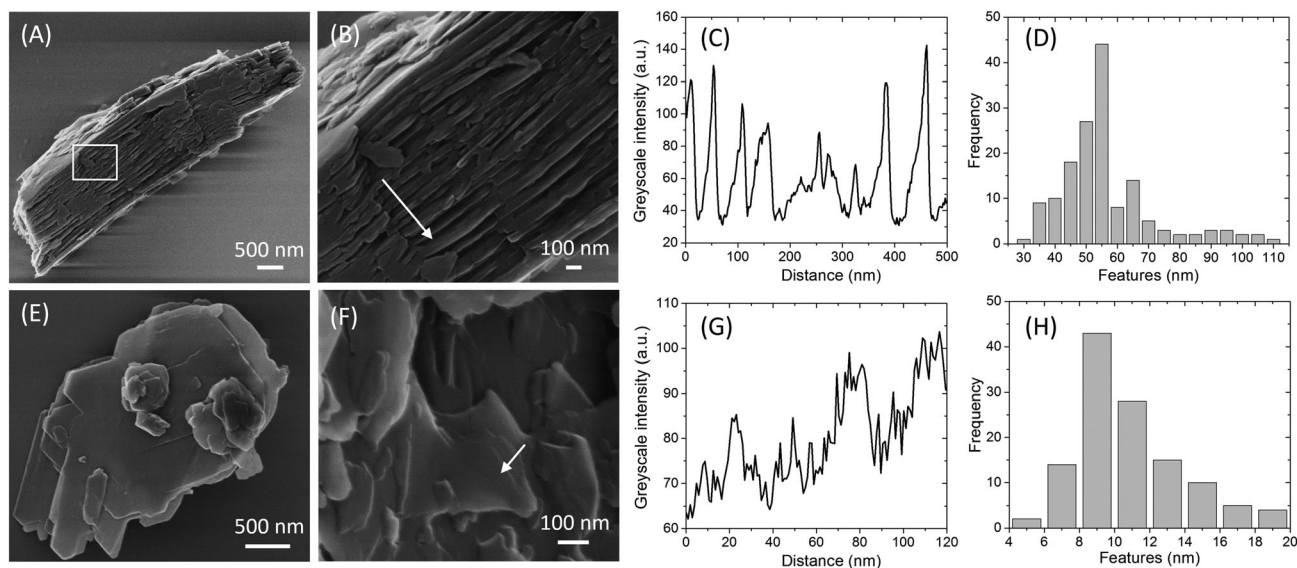 (A)
500 nm
(B)
100 nm
(C)
Greyscale intensity (a.u.)
160
140
120
100
80
60
40
20
0 100 200 300 400 500
Distance (nm)
(D)
Frequency
50
40
30
20
10
0
30 40 50 60 70 80 90 100 110
Features (nm)
(E)
500 nm
(F)
100 nm
(G)
Greyscale intensity (a.u.)
110
100
90
80
70
60
0 20 40 60 80 100 120
Distance (nm)
(H)
Frequency
50
40
30
20
10
0
4 6 8 10 12 14 16 18 20
Features (nm)